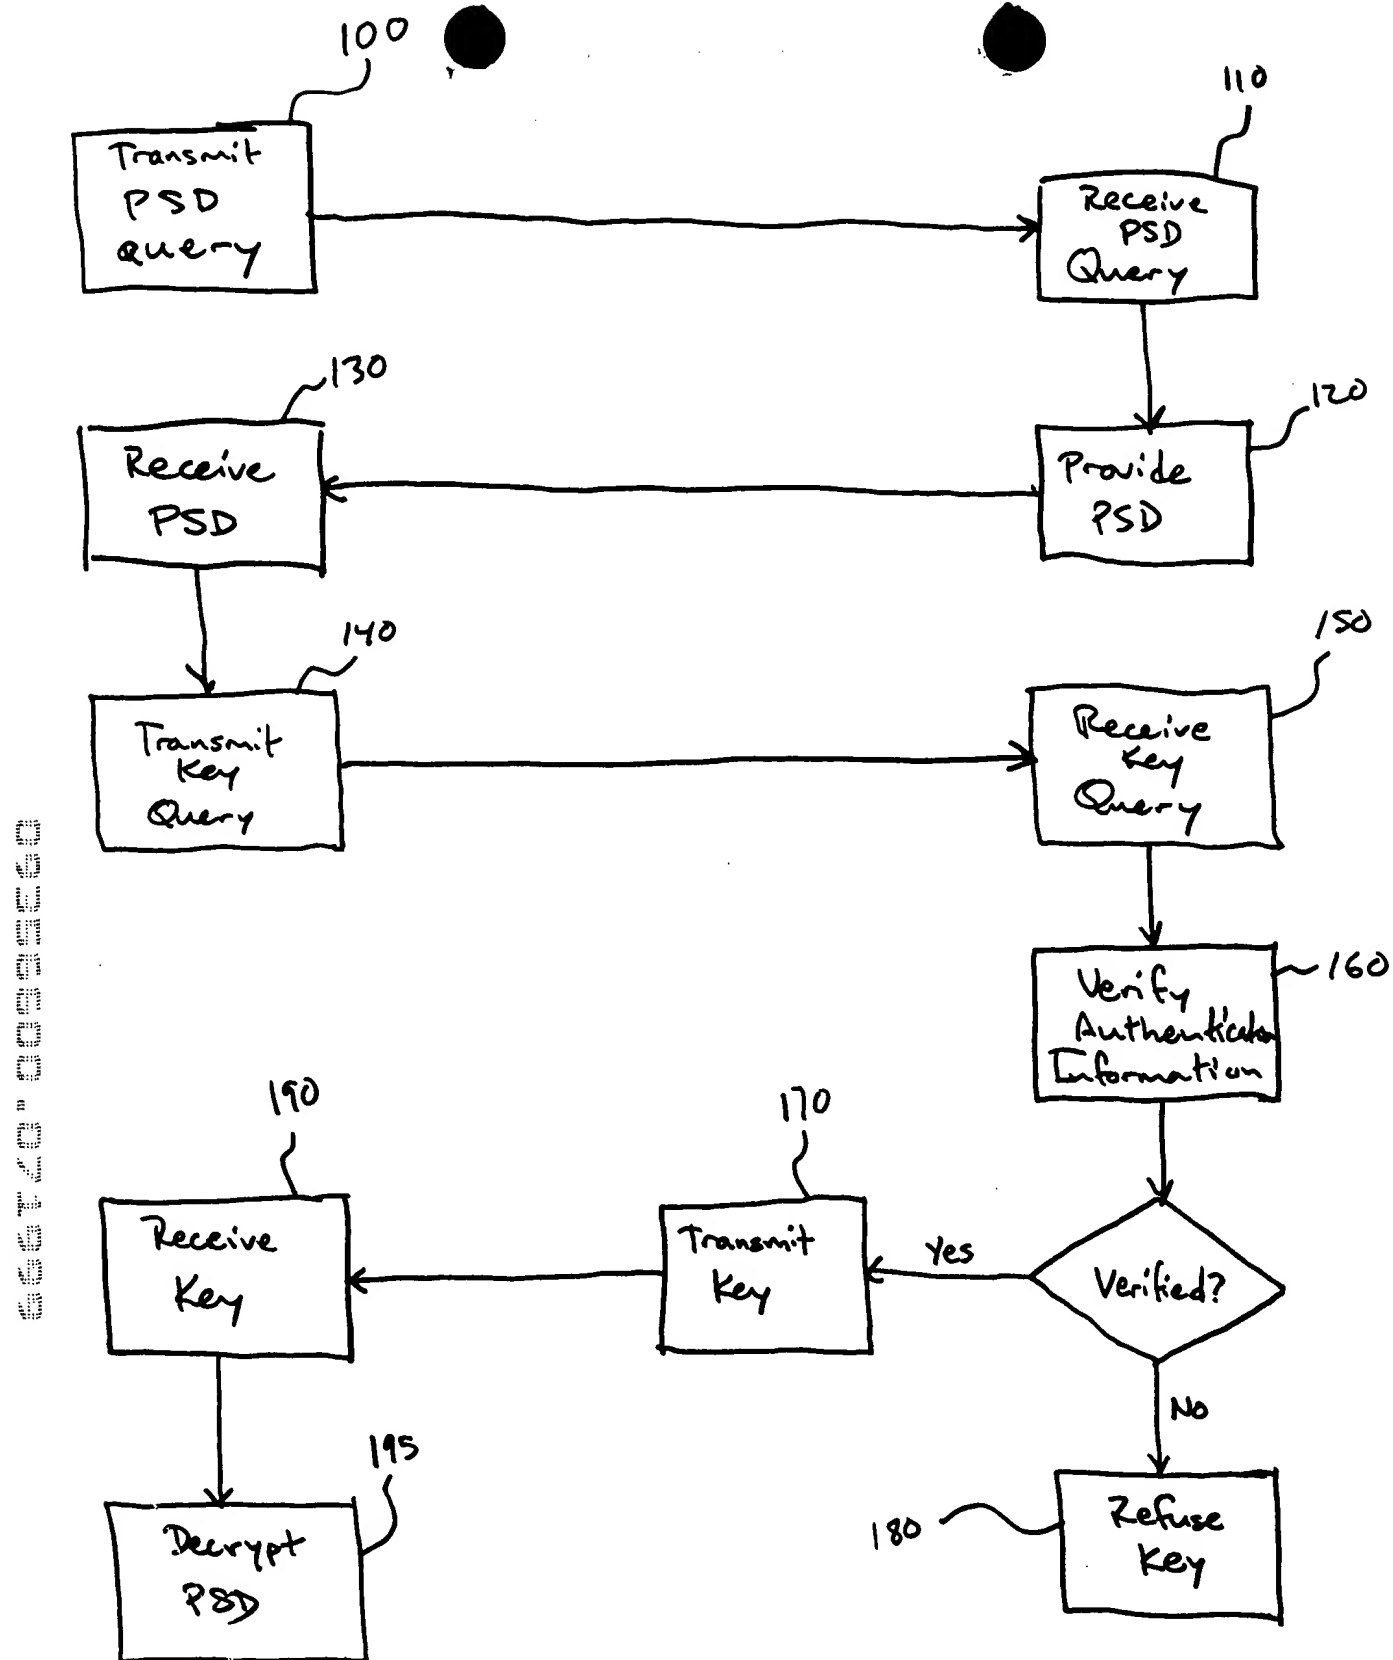 100
110
Transmit
PSD
query
Receive
PSD
Query
130
120
Receive
PSD
Provide
PSD
140
150
Transmit
Key
Query
Receive
Key
Query
160
Verify
Authentication
Information
190
170
Receive
Key
Transmit
Key
Yes
Verified?
No
195
180
Decrypt
PSD
Refuse
Key